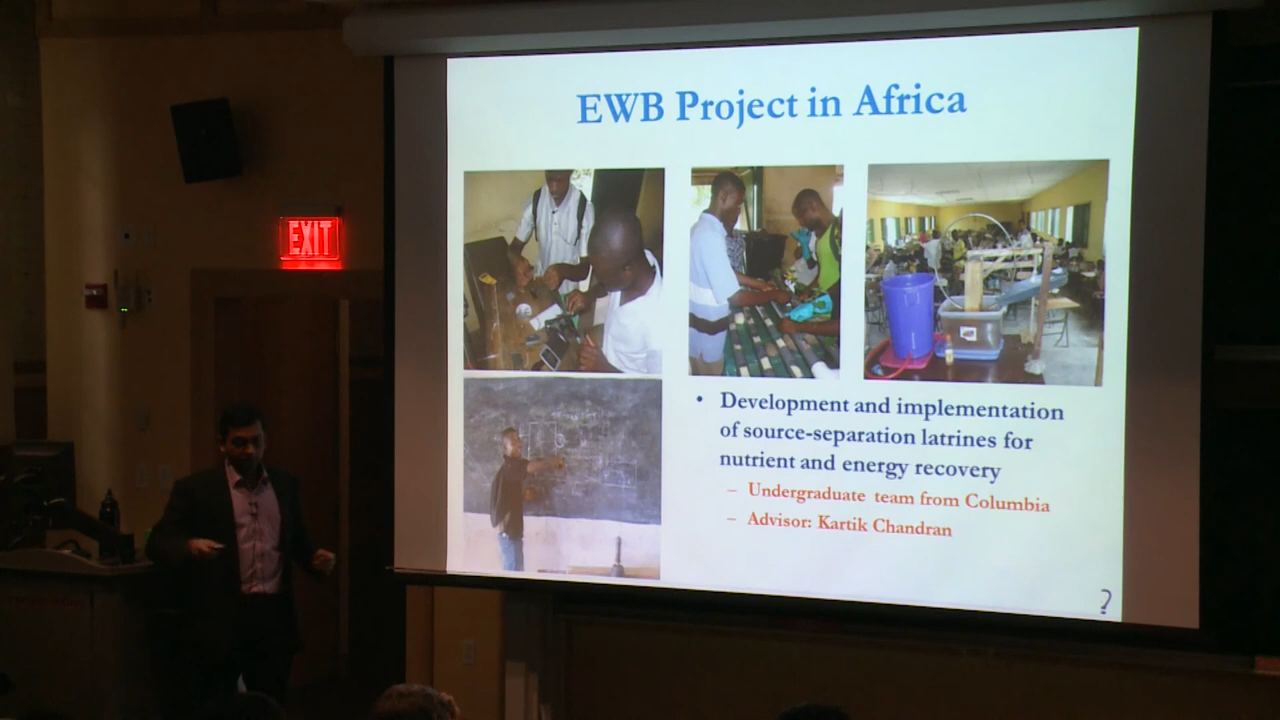 EWB Project in Africa
EXIT
• Development and implementation
of source-separation latrines for
nutrient and energy recovery
– Undergraduate team from Columbia
– Advisor: Kartik Chandran
?